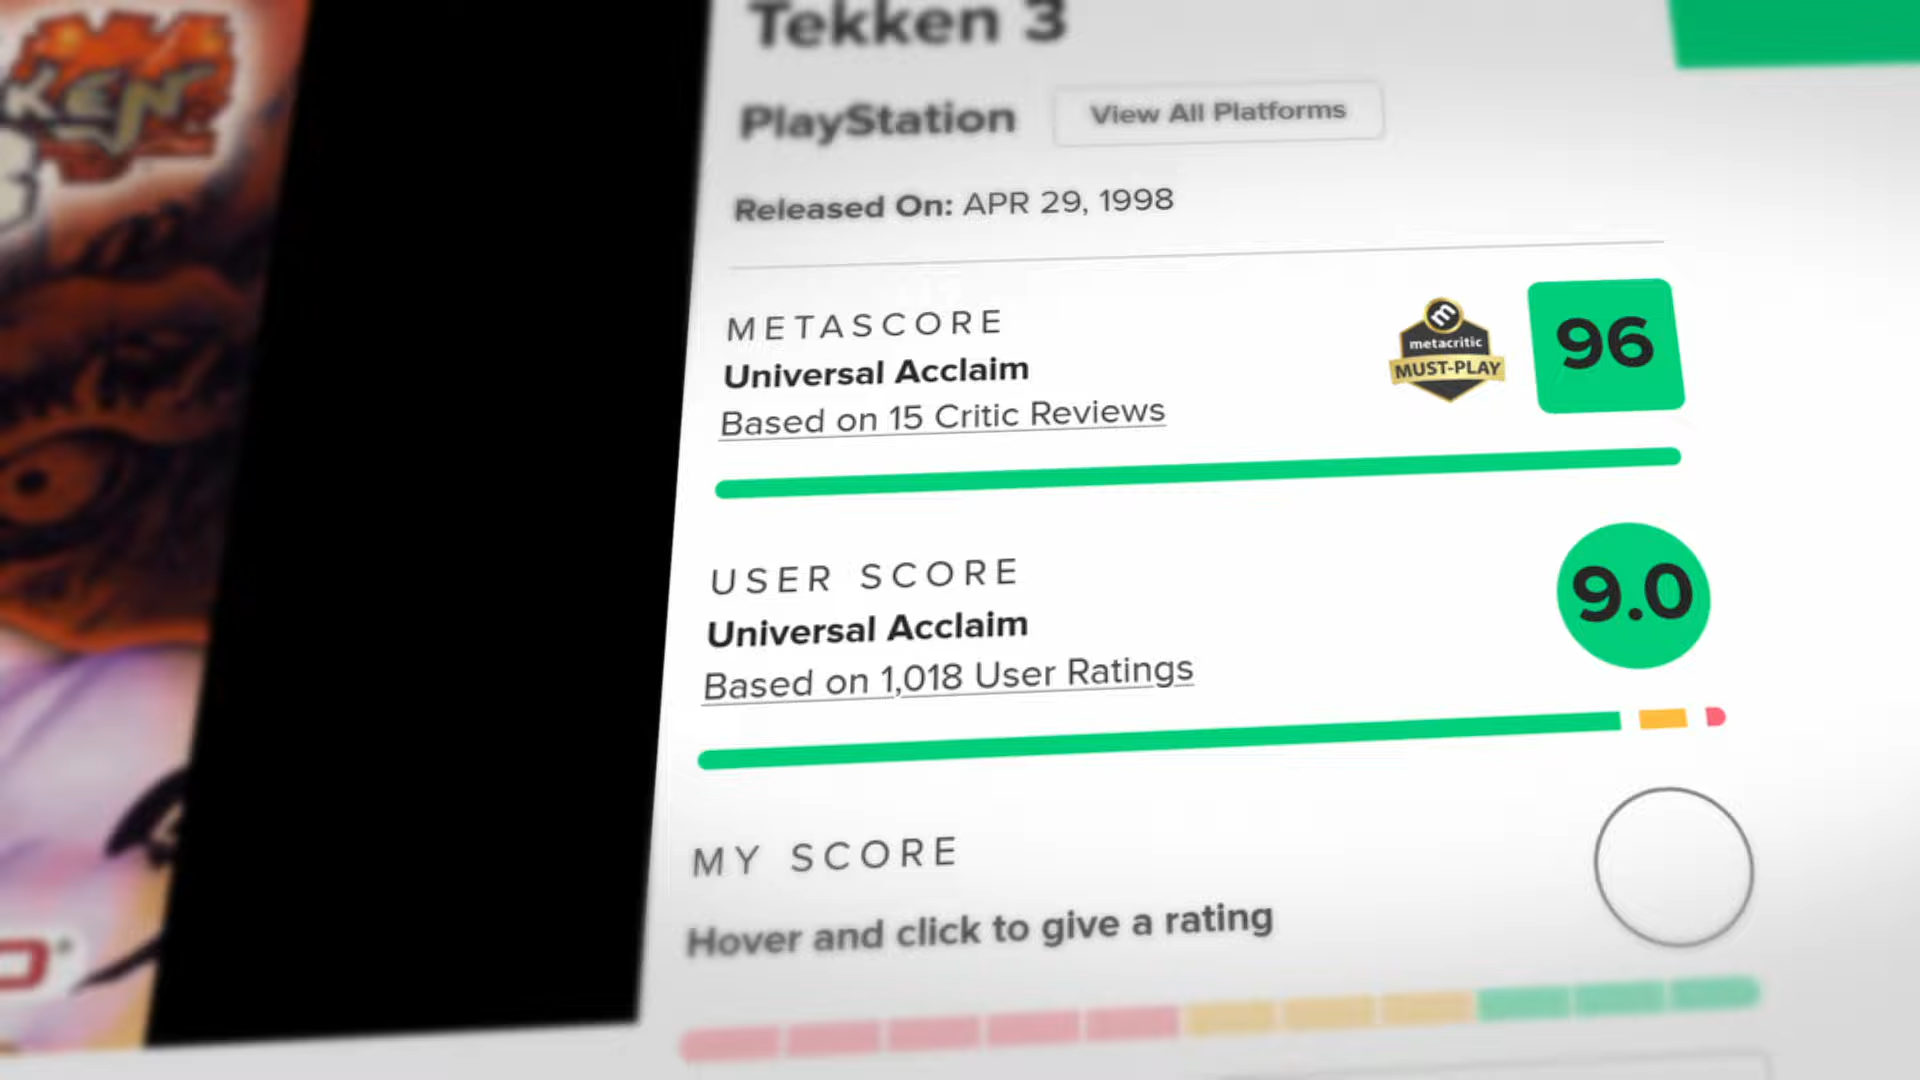 Tekken 3
KEN
PlayStation
View All Platforms
Released On: APR 29, 1998
METASCORE
Universal Acclaim
Based on 15 Critic Reviews
m
metacritic
MUST-PLAY
96
USER SCORE
Universal Acclaim
Based on 1,018 User Ratings
9.0
MY SCORE
Hover and click to give a rating